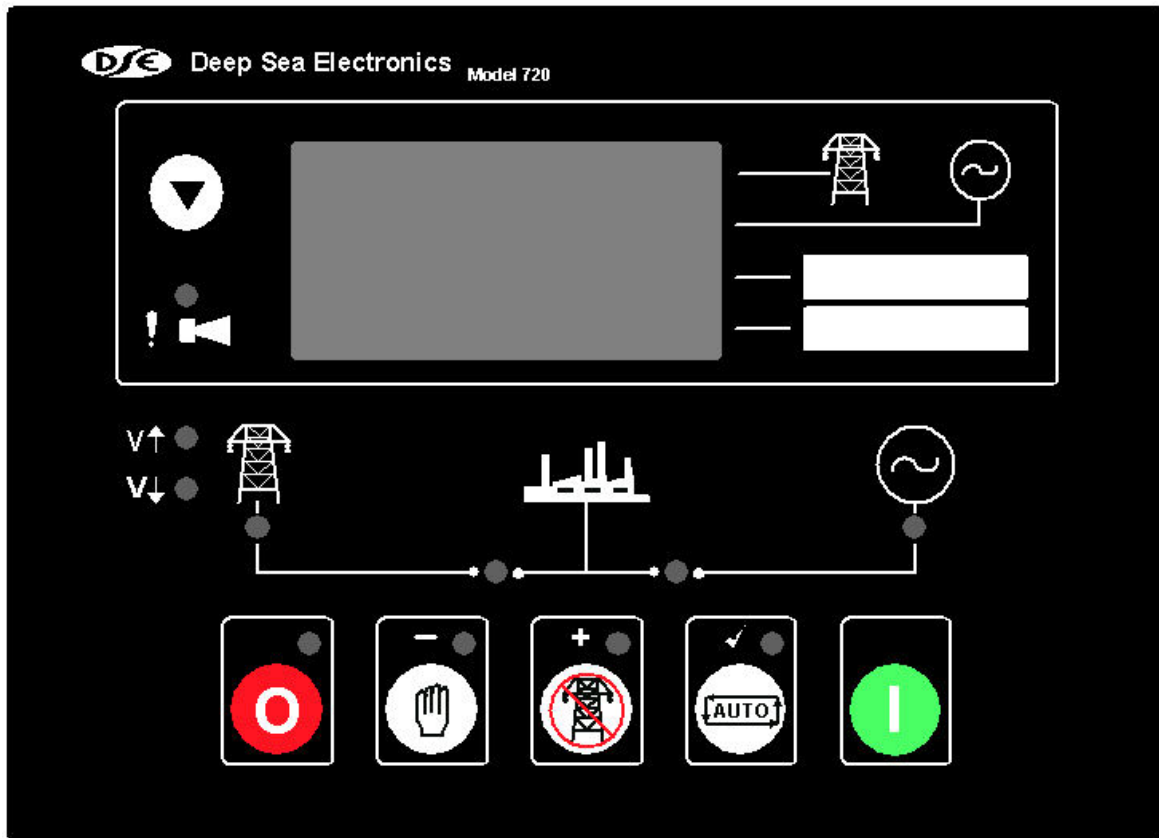 DSE Deep Sea Electronics Model 720
!
V↑
V↓
− + ✓
O AUTO I